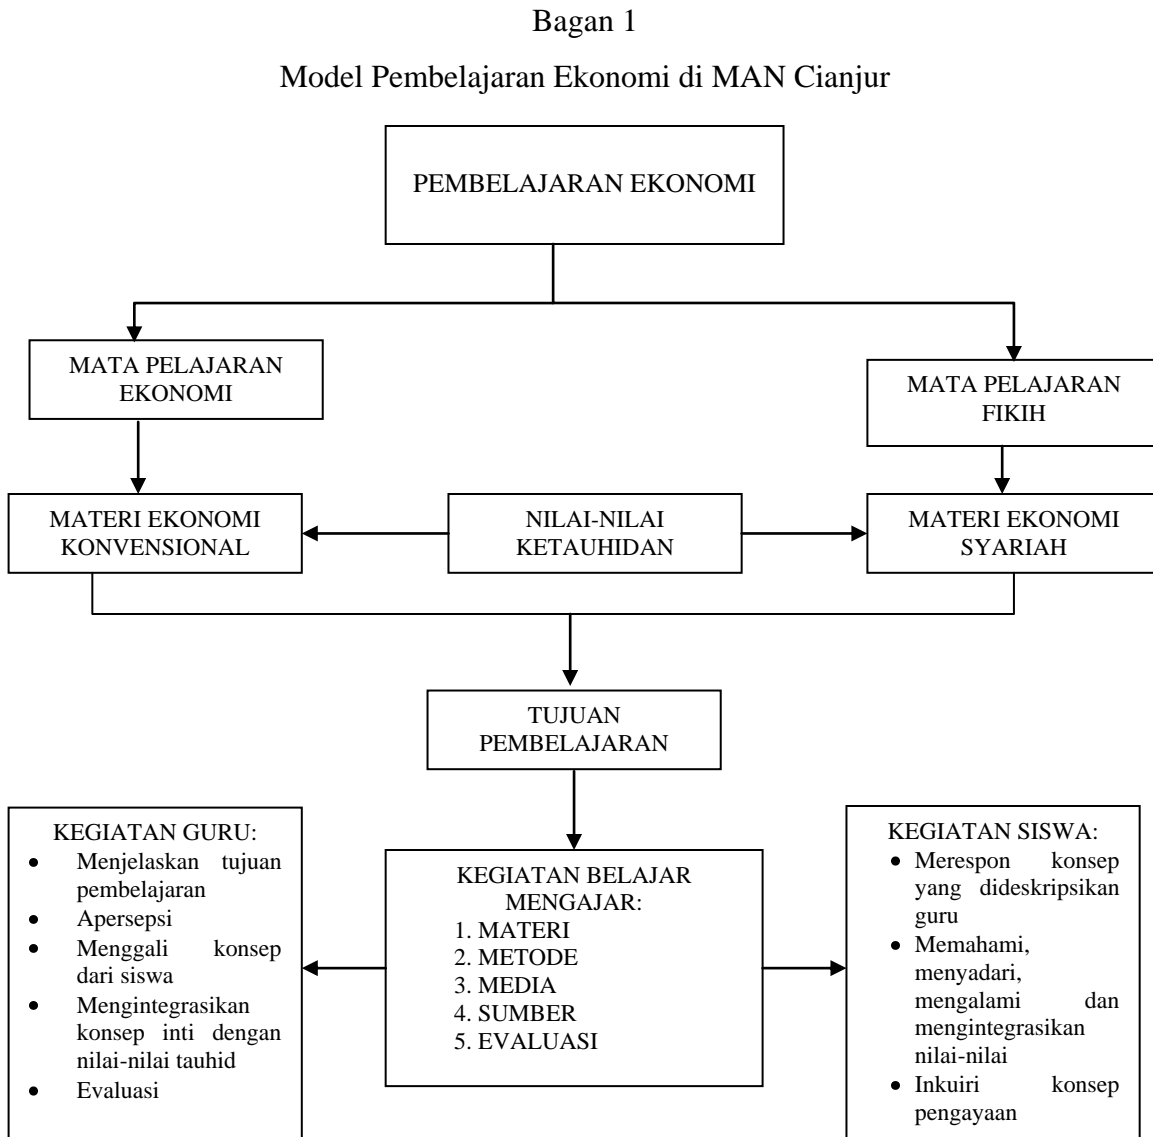 Bagan 1
Model Pembelajaran Ekonomi di MAN Cianjur
PEMBELAJARAN EKONOMI
MATA PELAJARAN
EKONOMI
MATA PELAJARAN
FIKIH
MATERI EKONOMI
KONVENSIONAL
NILAI-NILAI
KETAUHIDAN
MATERI EKONOMI
SYARIAH
TUJUAN
PEMBELAJARAN
KEGIATAN GURU:
• Menjelaskan tujuan
pembelajaran
• Apersepsi
• Menggali konsep
dari siswa
• Mengintegrasikan
konsep inti dengan
nilai-nilai tauhid
• Evaluasi
KEGIATAN BELAJAR
MENGAJAR:
1. MATERI
2. METODE
3. MEDIA
4. SUMBER
5. EVALUASI
KEGIATAN SISWA:
• Merespon konsep
yang dideskripsikan
guru
• Memahami,
menyadari,
mengalami dan
mengintegrasikan
nilai-nilai
• Inkuiri konsep
pengayaan